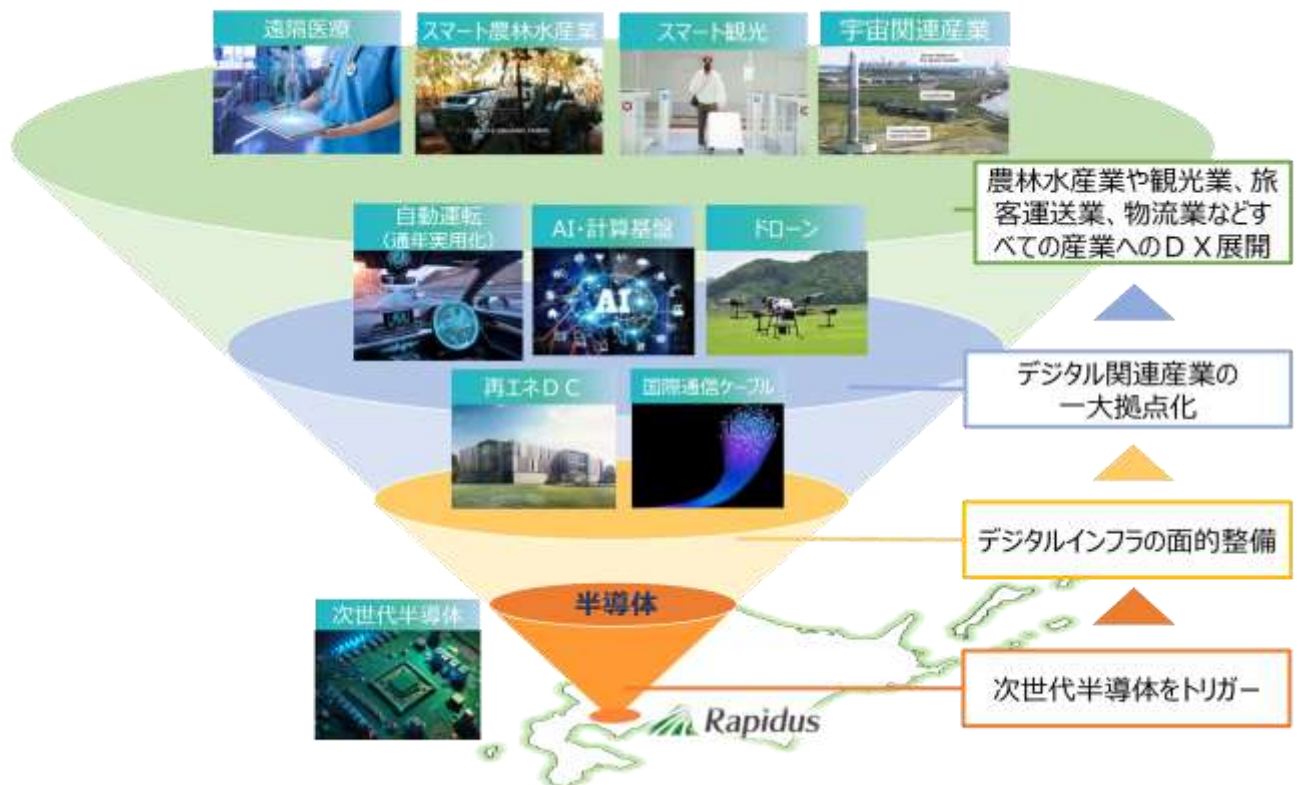 遠隔医療
スマート農林水産業
スマート観光
宇宙関連産業
農林水産業や観光業、旅
客運送業、物流業などす
べての産業へのＤＸ展開
自動運転
（通年実用化）
AI・計算基盤
ドローン
AI
デジタル関連産業の
一大拠点化
再エネＤＣ
国際通信ケーブル
デジタルインフラの面的整備
半導体
次世代半導体
次世代半導体をトリガー
Rapidus